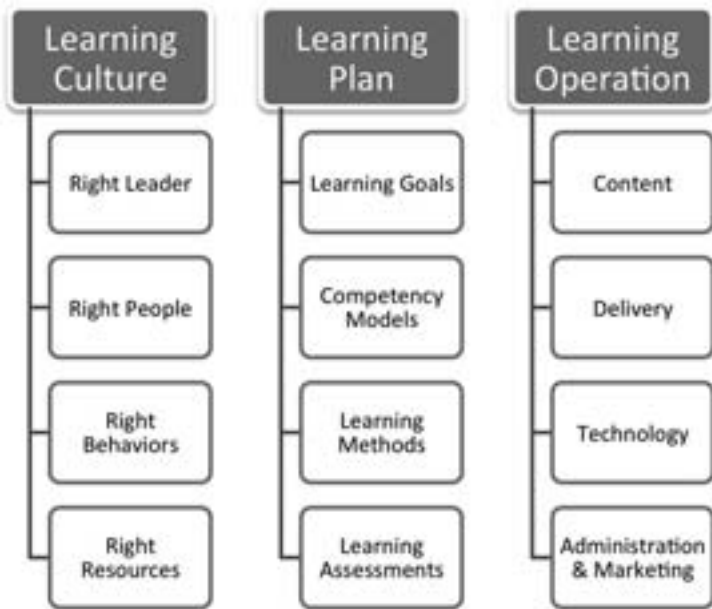 Learning
Culture
Right Leader
Right People
Right
Behaviors
Right
Resources
Learning
Plan
Learning Goals
Competency
Models
Learning
Methods
Learning
Assessments
Learning
Operation
Content
Delivery
Technology
Administration
& Marketing